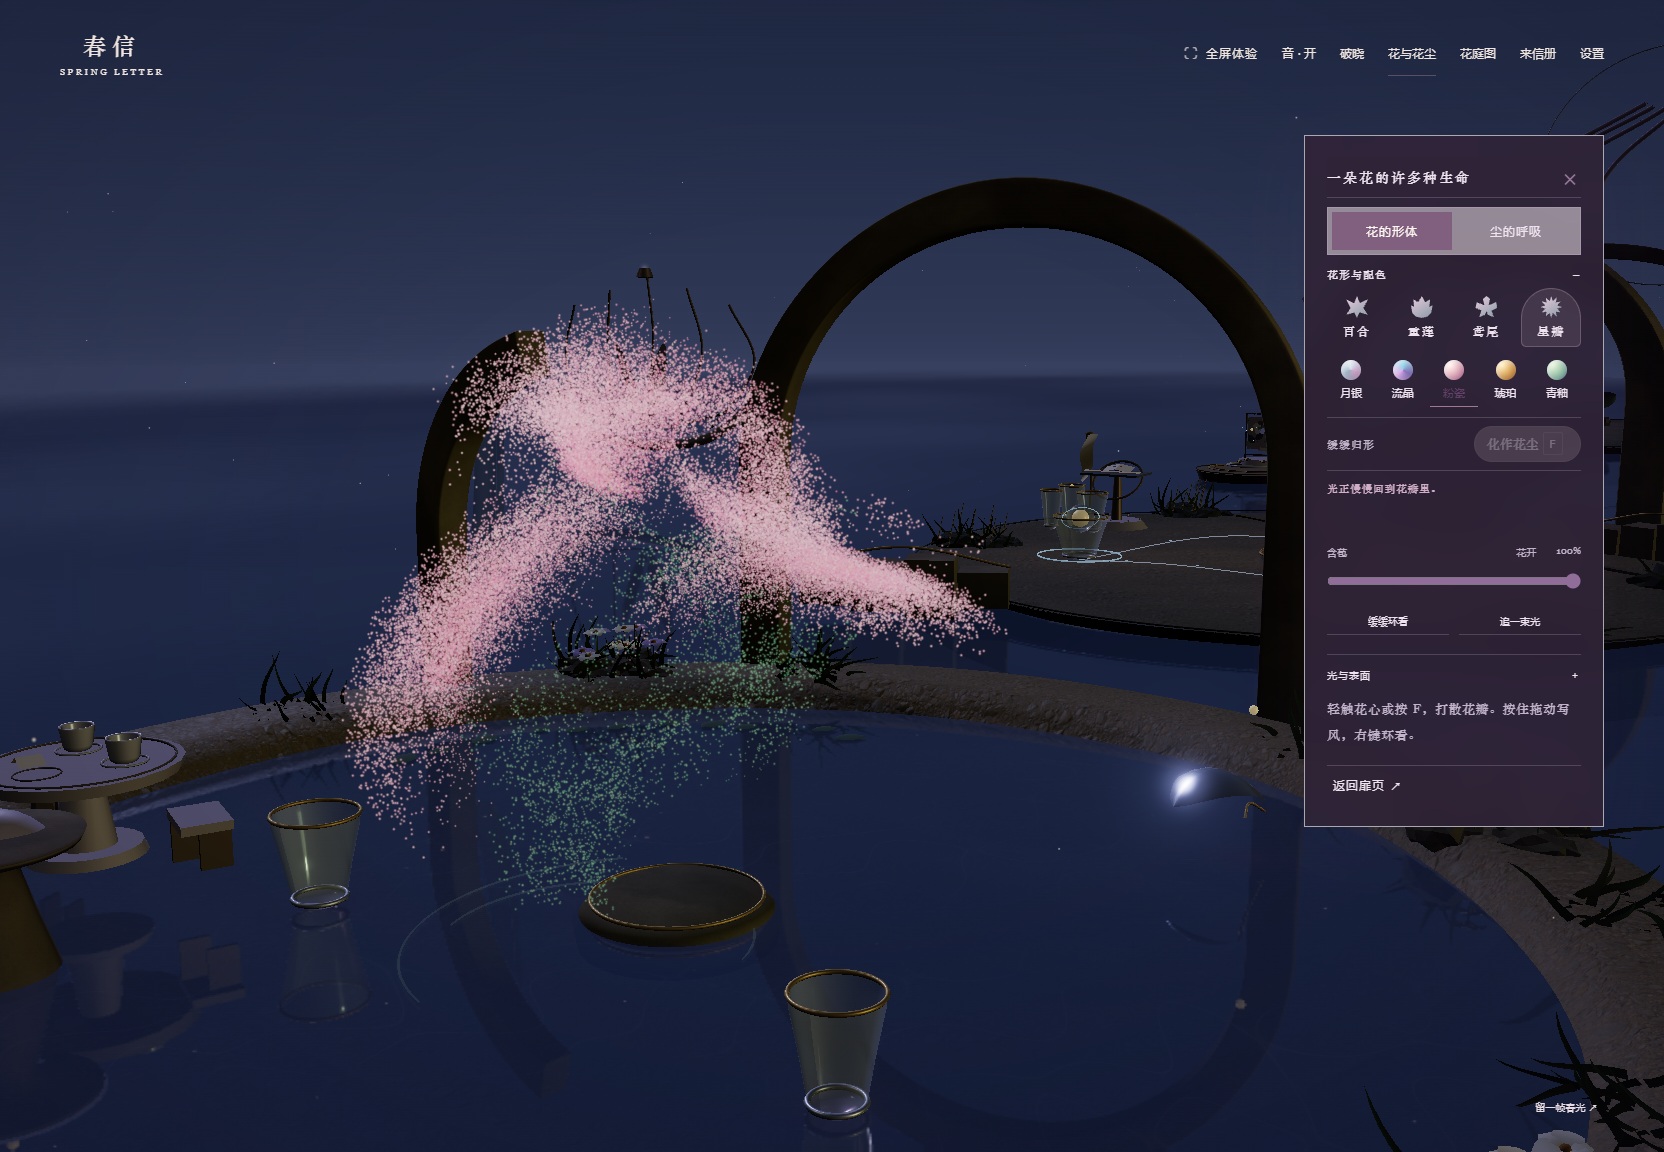 春信
SPRING LETTER
全屏体验 音·开 破晓 花与花尘 花庭图 来信册 设置
一朵花的许多种生命
花的形体 尘的呼吸
花形与配色
百合 重莲 鸢尾 星瓣
月银 流晶 粉瓷 琥珀 青釉
缓缓归形 化作花尘 F
光正慢慢回到花瓣里。
含苞 花开 100%
缓缓环看 追一束光
光与表面
轻触花心或按 F，打散花瓣。按住拖动写
风，右键环看。
返回扉页 ↗
留一帧春光 ↗